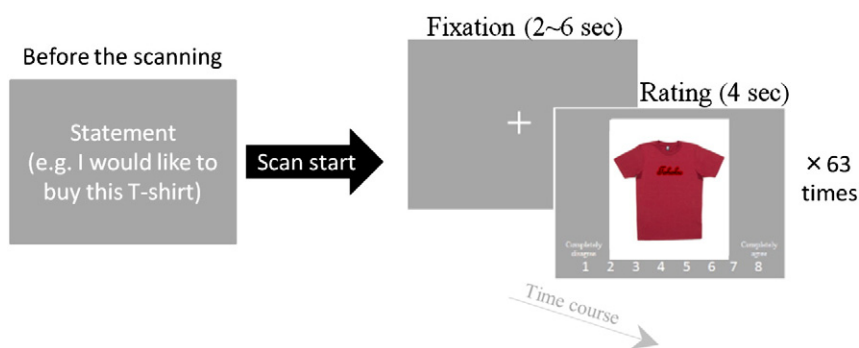 Before the scanning
Statement
(e.g. I would like to
buy this T-shirt)
Scan start
Fixation (2~6 sec)
+
Rating (4 sec)
Completely
disagree
Completely
agree
1 2 3 4 5 6 7 8
× 63
times
Time course